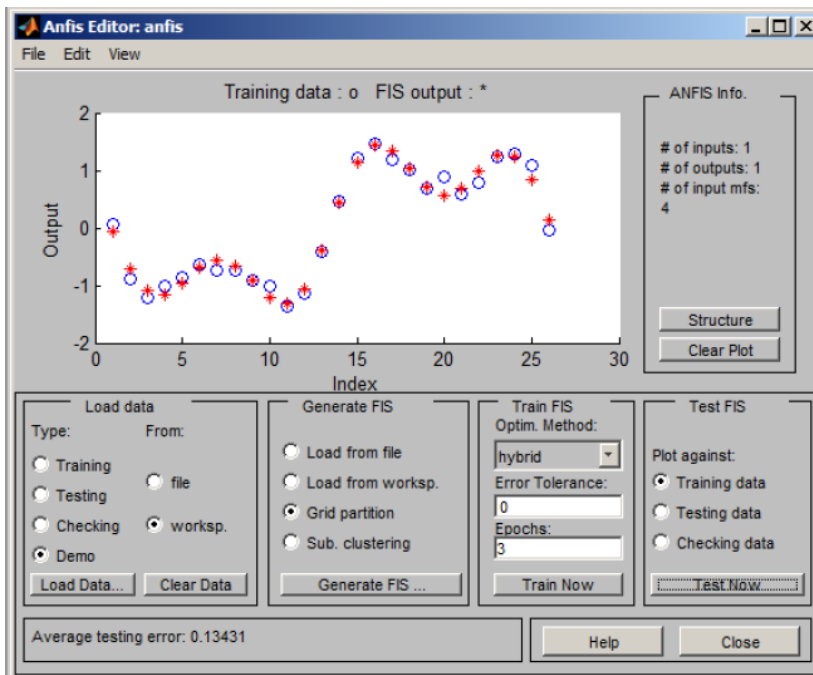 Anfis Editor: anfis
File Edit View
Training data : o FIS output : *
2
1
0
-1
-2
Output
0 5 10 15 20 25 30
Index
ANFIS Info.
# of inputs: 1
# of outputs: 1
# of input mfs:
4
Structure
Clear Plot
Load data
Type: From:
Training
Testing
Checking
Demo
file
worksp.
Load Data... Clear Data
Generate FIS
Load from file
Load from worksp.
Grid partition
Sub. clustering
Generate FIS ...
Train FIS
Optim. Method:
hybrid
Error Tolerance:
0
Epochs:
3
Train Now
Test FIS
Plot against:
Training data
Testing data
Checking data
Test Now
Average testing error: 0.13431
Help Close